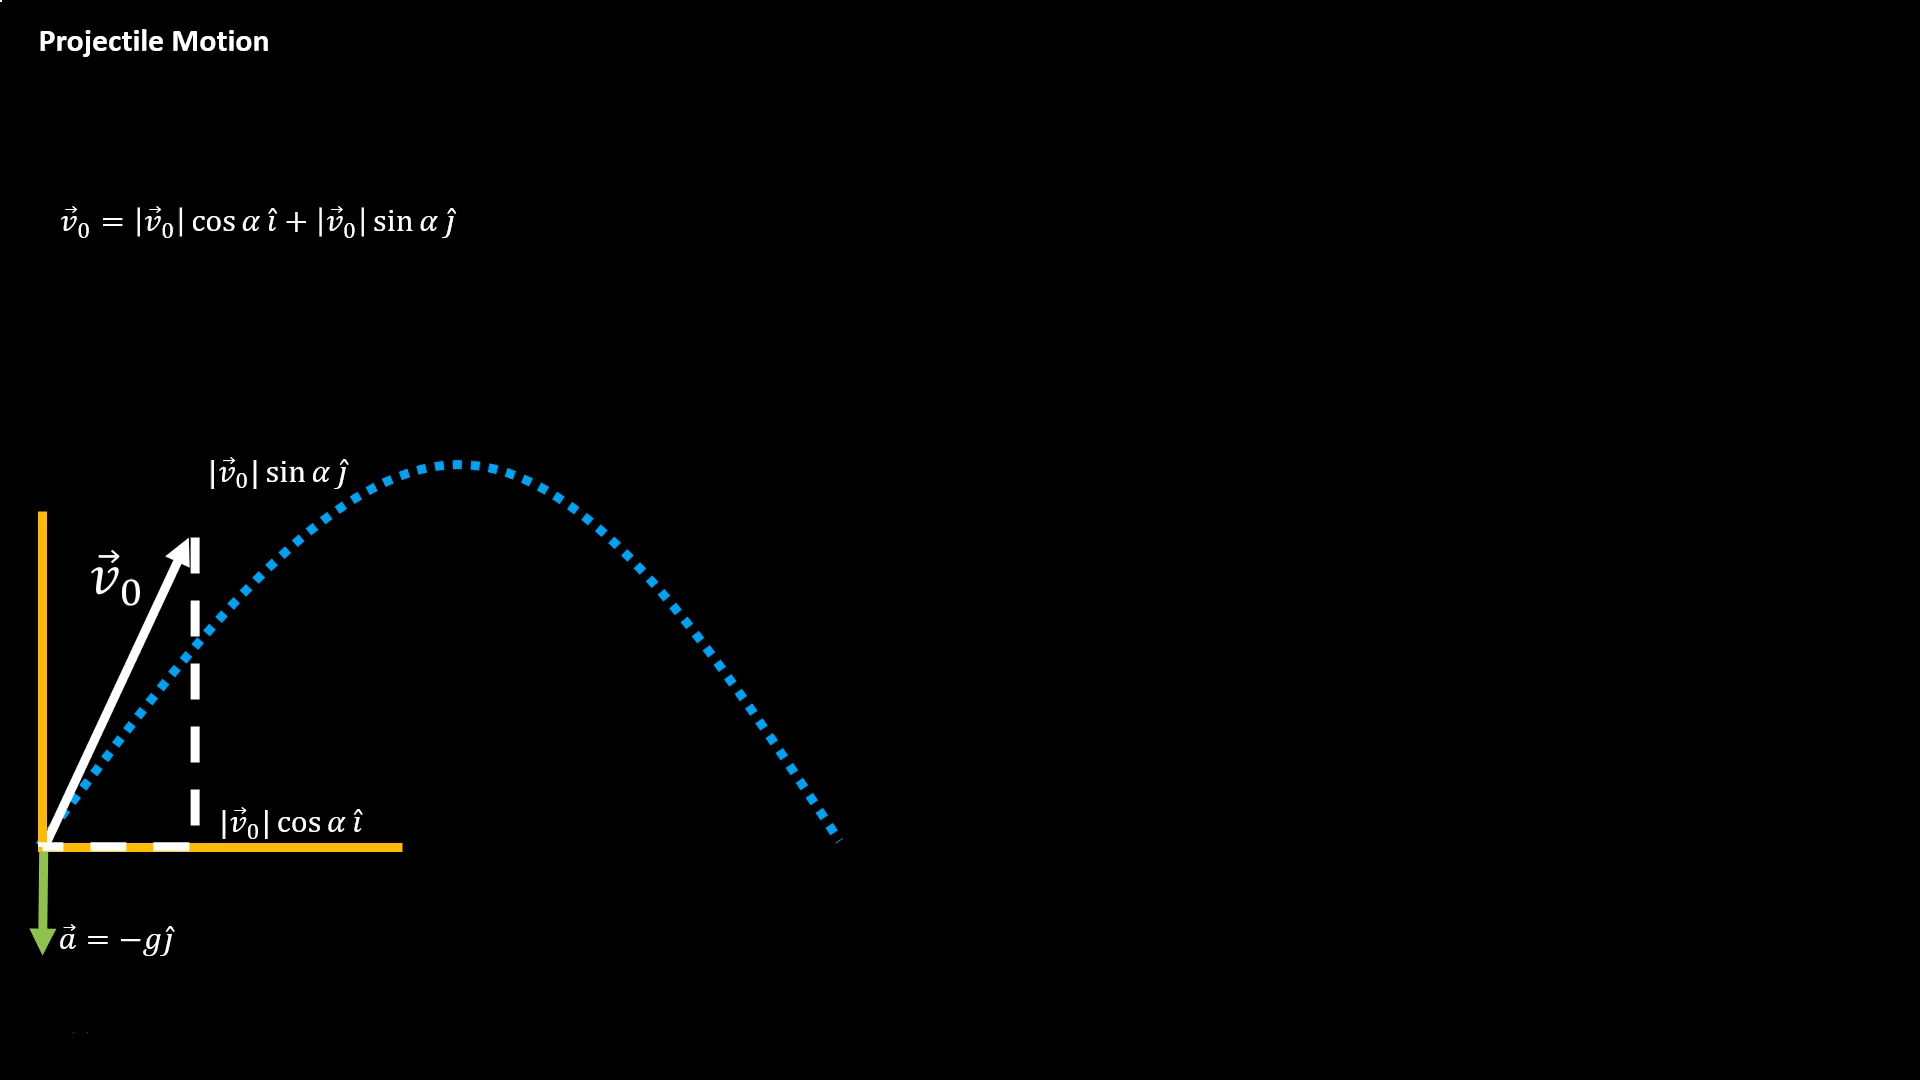 Projectile Motion
v⃗₀ = |v⃗₀| cos α î + |v⃗₀| sin α ĵ
|v⃗₀| sin α ĵ
v⃗₀
|v⃗₀| cos α î
a⃗ = −gĵ